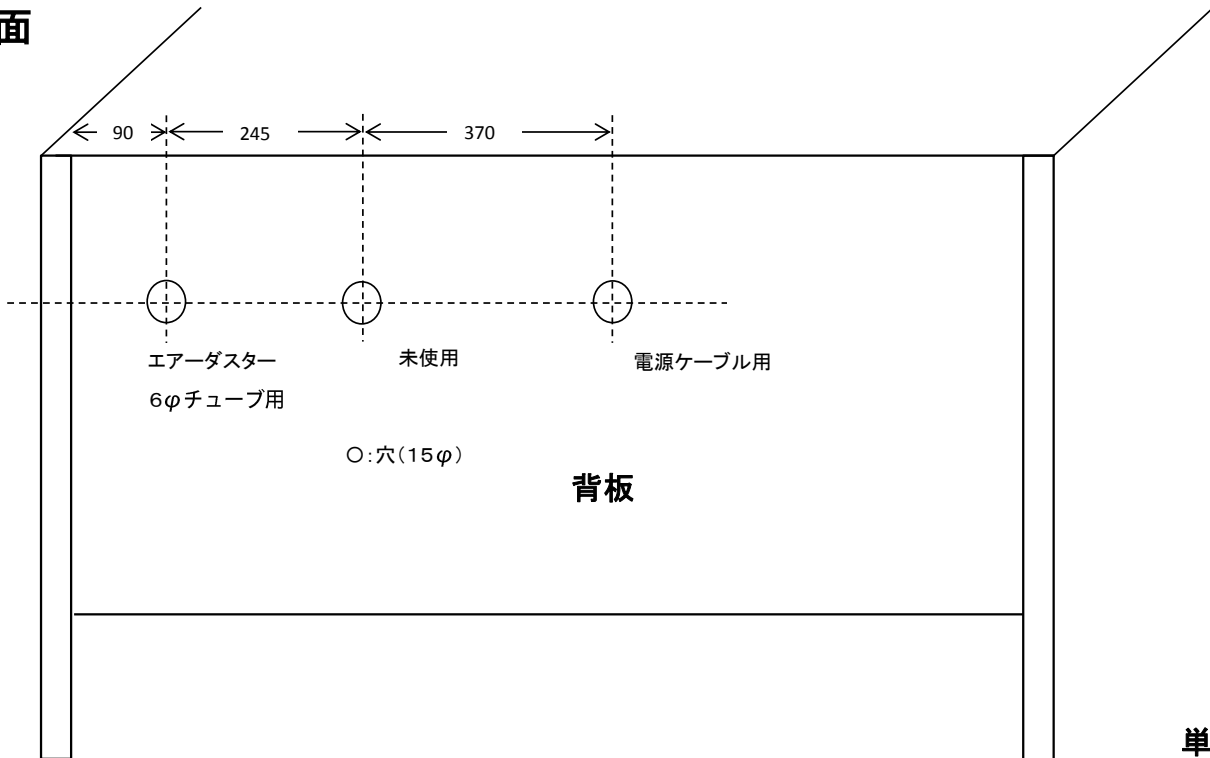 面
90
245
370
エアーダスター
6φチューブ用
未使用
電源ケーブル用
○:穴(15φ)
背板
単